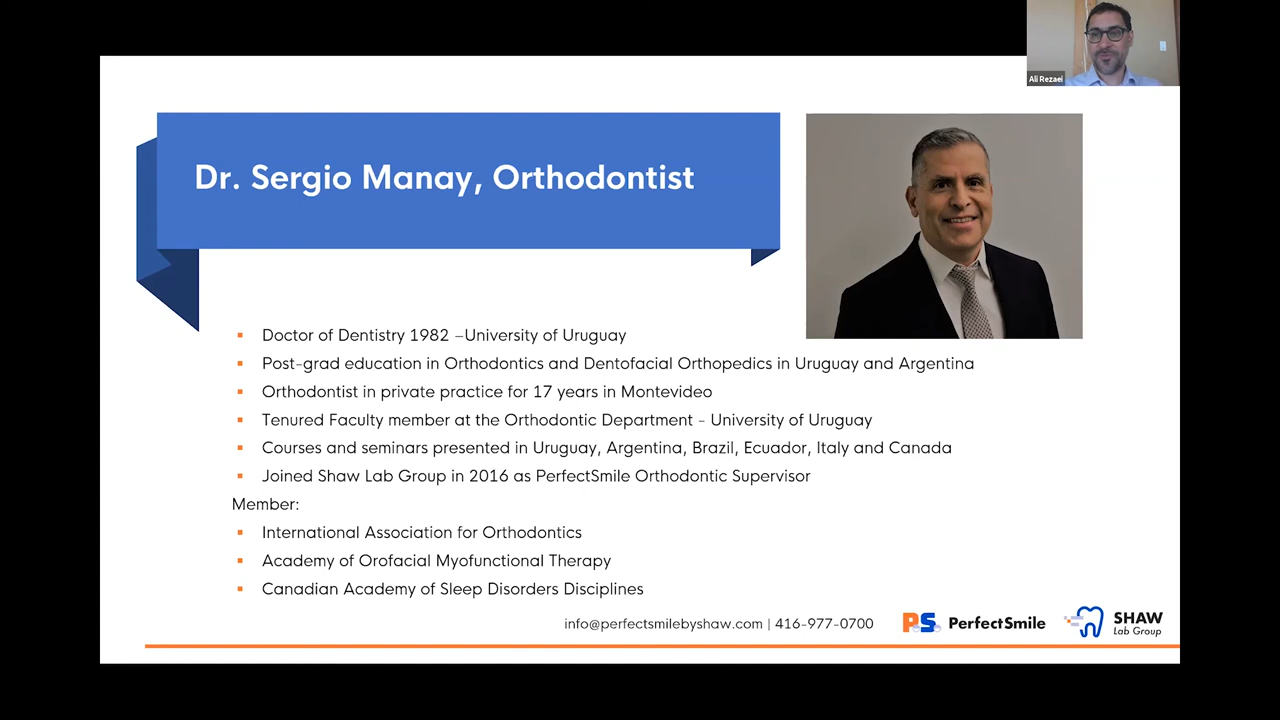 Ali Rezaei
Dr. Sergio Manay, Orthodontist
▪ Doctor of Dentistry 1982 –University of Uruguay
▪ Post-grad education in Orthodontics and Dentofacial Orthopedics in Uruguay and Argentina
▪ Orthodontist in private practice for 17 years in Montevideo
▪ Tenured Faculty member at the Orthodontic Department - University of Uruguay
▪ Courses and seminars presented in Uruguay, Argentina, Brazil, Ecuador, Italy and Canada
▪ Joined Shaw Lab Group in 2016 as PerfectSmile Orthodontic Supervisor
Member:
▪ International Association for Orthodontics
▪ Academy of Orofacial Myofunctional Therapy
▪ Canadian Academy of Sleep Disorders Disciplines
info@perfectsmilebyshaw.com | 416-977-0700
PS PerfectSmile
SHAW
Lab Group